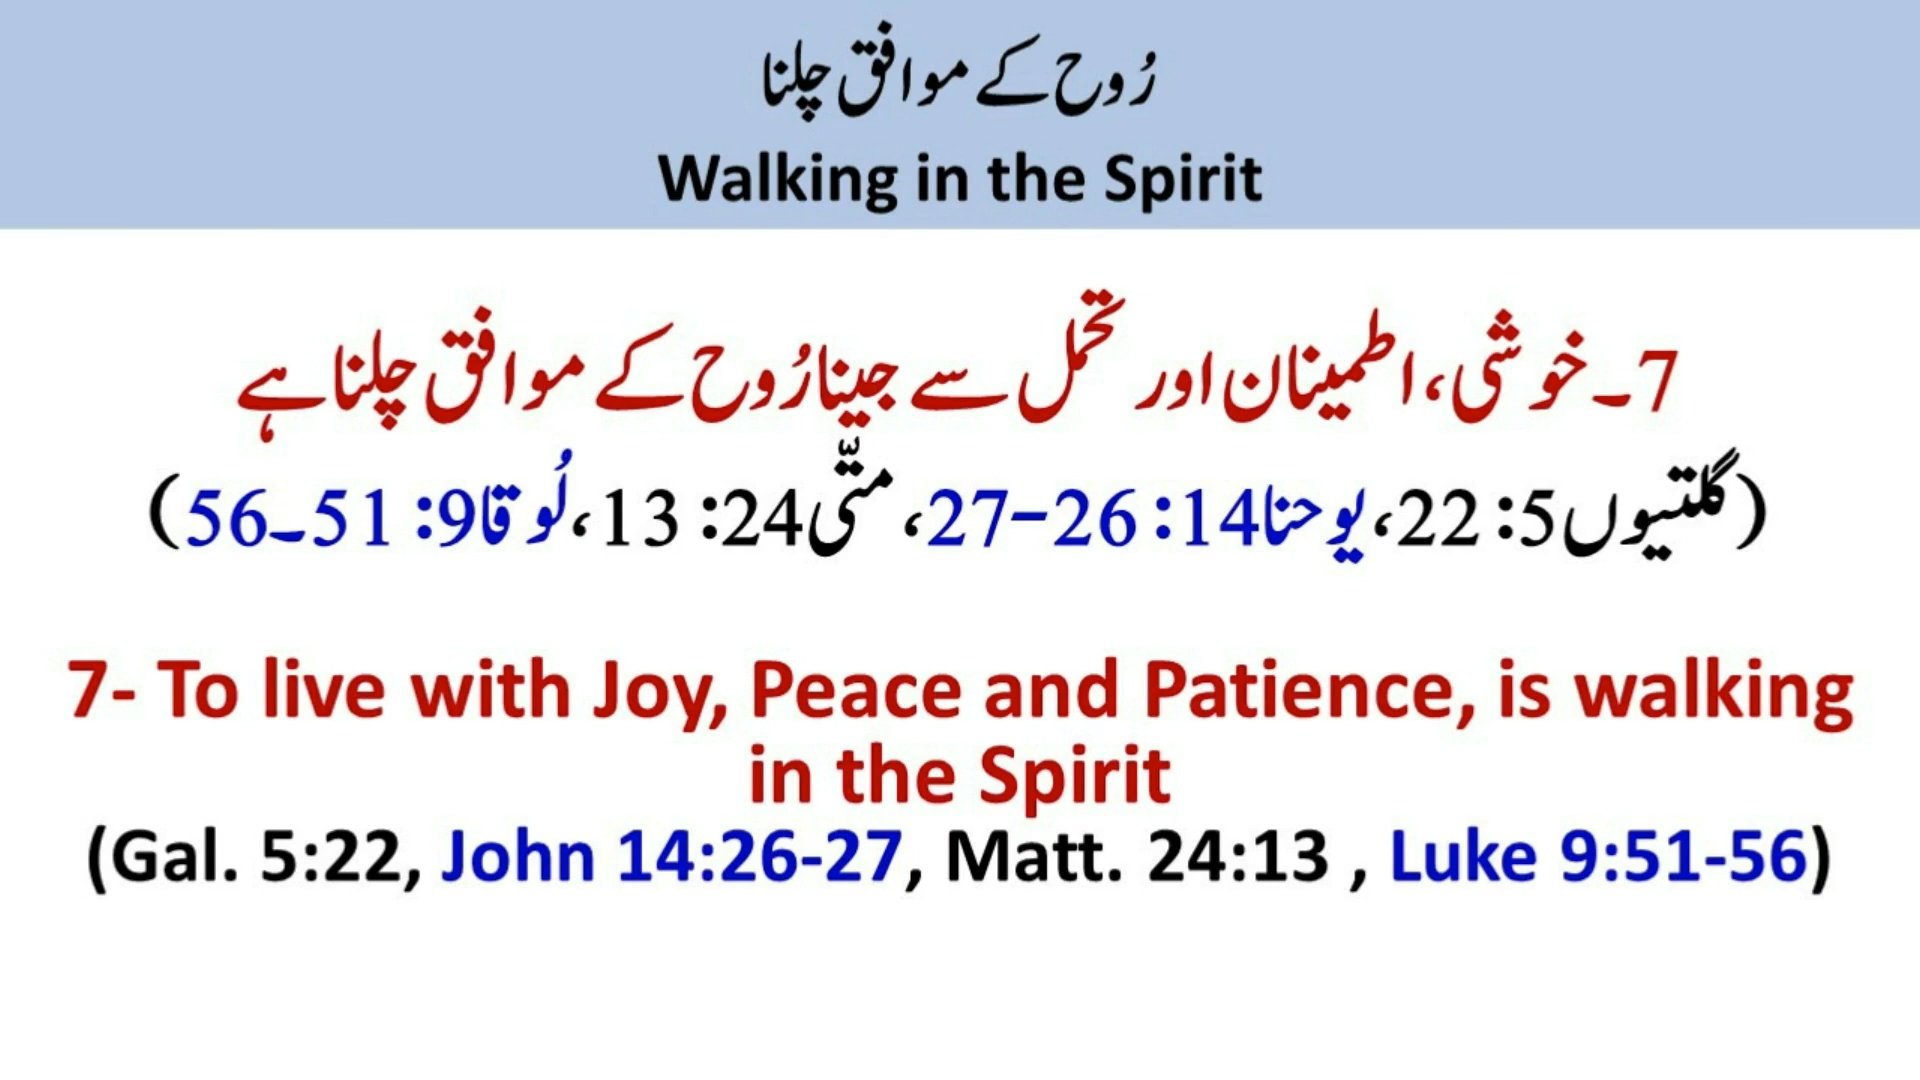 رُوح کے موافق چلنا
Walking in the Spirit
7۔ خوشی، اطمینان اور تحمل سے جینا رُوح کے موافق چلنا ہے
(گلتیوں 5: 22، یوحنا 14: 26-27، متّی 24: 13، لُوقا 9: 51۔56)
7- To live with Joy, Peace and Patience, is walking
in the Spirit
(Gal. 5:22, John 14:26-27, Matt. 24:13 , Luke 9:51-56)